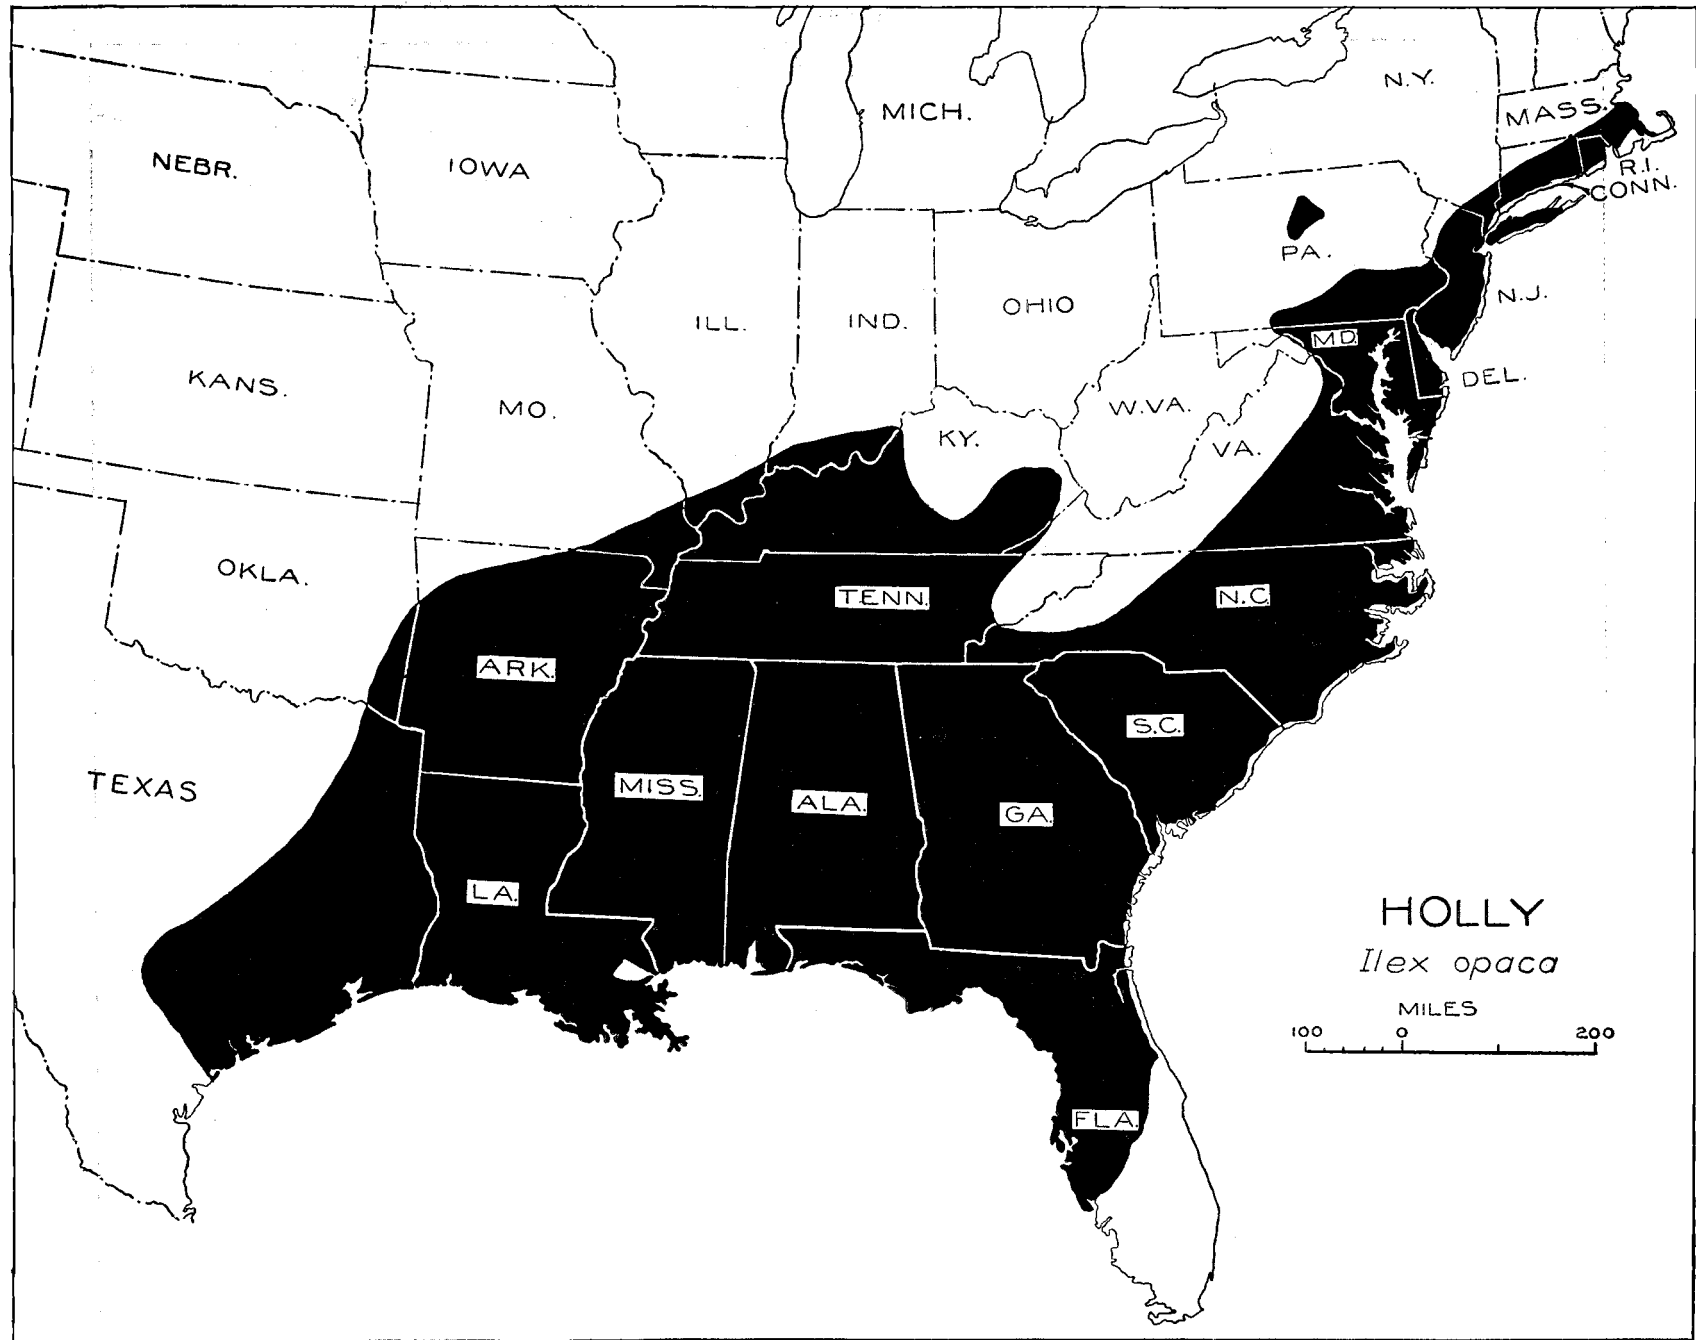 N.Y.
MICH.
MASS.
NEBR.
IOWA
R.I.
CONN.
PA.
N.J.
OHIO
ILL.
IND.
MD.
DEL.
KANS.
MO.
W.VA.
KY.
VA.
OKLA.
TENN.
N.C.
ARK.
S.C.
TEXAS
MISS.
ALA.
GA.
LA.
HOLLY
Ilex opaca
MILES
100 0 200
FLA.